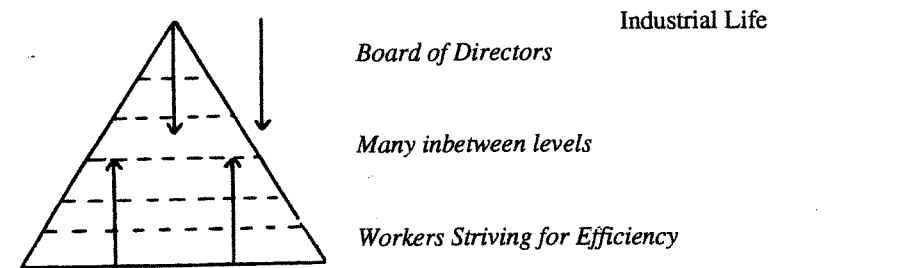 Industrial Life
Board of Directors
Many inbetween levels
Workers Striving for Efficiency